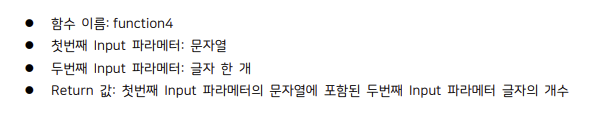 ● 함수 이름: function4
● 첫번째 Input 파라메터: 문자열
● 두번째 Input 파라메터: 글자 한 개
● Return 값: 첫번째 Input 파라메터의 문자열에 포함된 두번째 Input 파라메터 글자의 개수